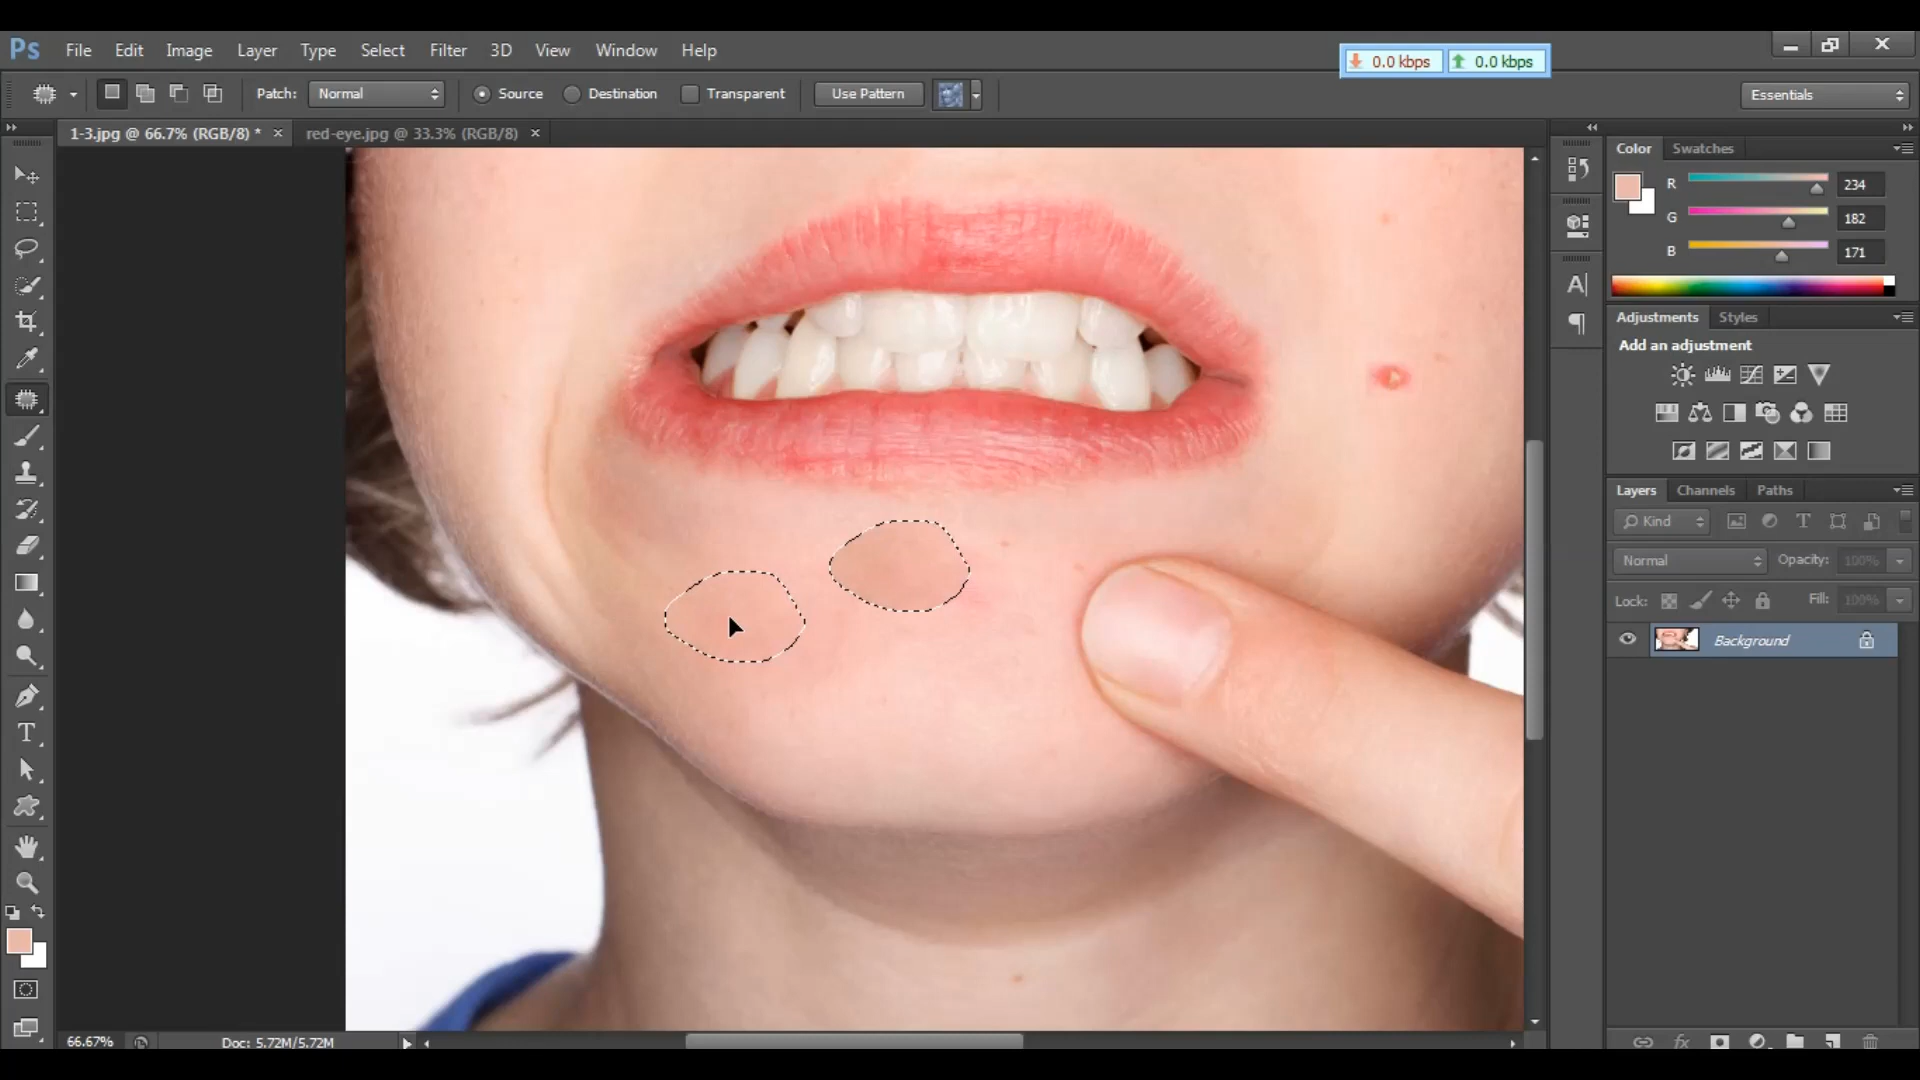 Ps File Edit Image Layer Type Select Filter 3D View Window Help
0.0 kbps 0.0 kbps
Patch: Normal Source Destination Transparent Use Pattern Essentials
1-3.jpg @ 66.7% (RGB/8) * × red-eye.jpg @ 33.3% (RGB/8) ×
Color Swatches
R 234
G 182
B 171
Adjustments Styles
Add an adjustment
Layers Channels Paths
Kind
Normal Opacity: 100%
Lock: Fill: 100%
Background
66.67% Doc: 5.72M/5.72M
fx